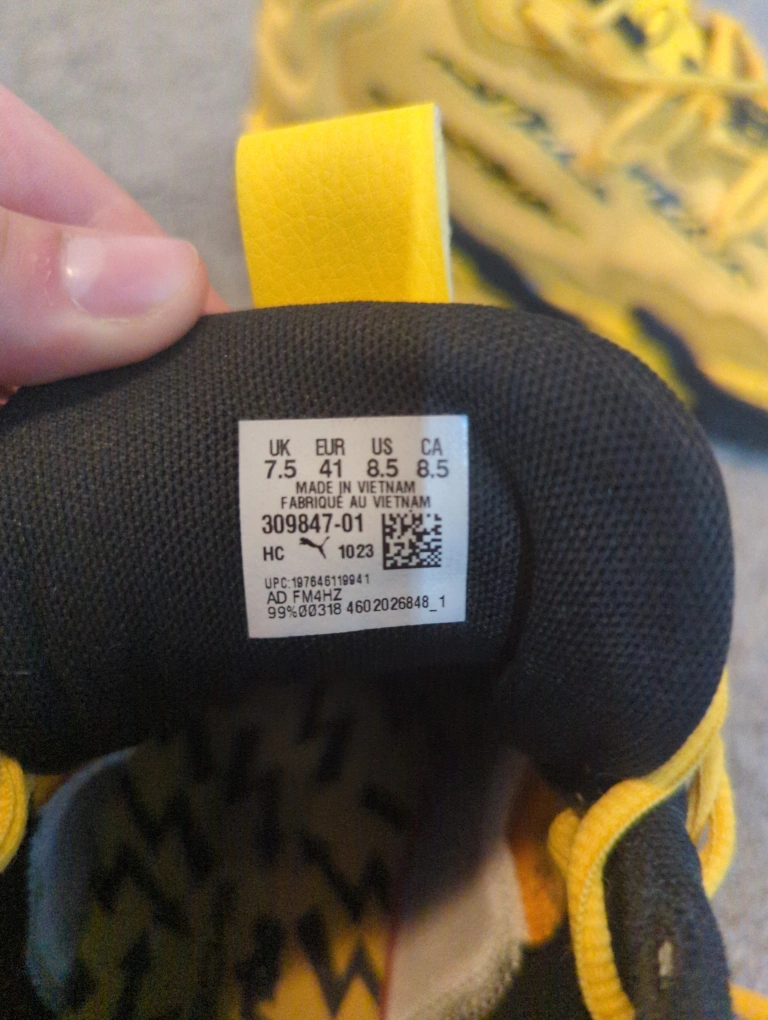 UK EUR US CA
7.5 41 8.5 8.5
MADE IN VIETNAM
FABRIQUÉ AU VIETNAM
309847-01
HC 1023
UPC:197646119941
AD FM4HZ
99%00318 4602026848_1